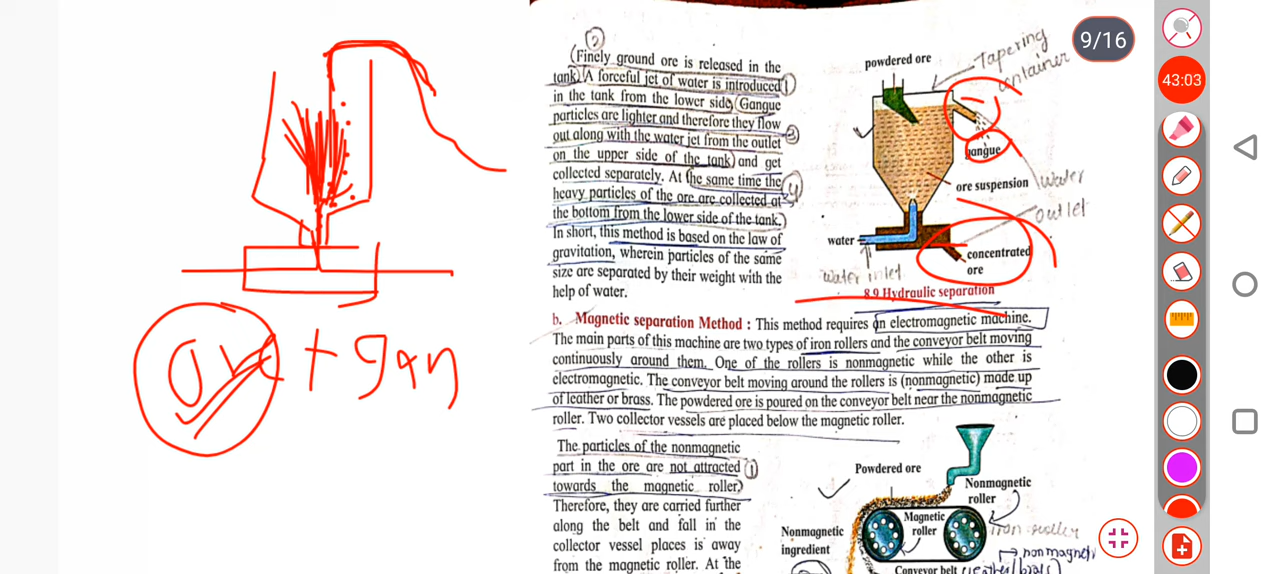 9/16
43:03
(2)
(Finely ground ore is released in the
tank) (A forceful jet of water is introduced (1)
in the tank from the lower side. (Gangue
particles are lighter and therefore they flow (3)
out along with the water jet from the outlet
on the upper side of the tank) and get
collected separately. At (the same time the (4)
heavy particles of the ore are collected at
the bottom from the lower side of the tank.)
In short, this method is based on the law of
gravitation, wherein particles of the same
size are separated by their weight with the
help of water.
powdered ore
Tapering
container
gangue
ore suspension
water
outlet
water
water inlet
concentrated
ore
8.9 Hydraulic separation
ore + gan
b. Magnetic separation Method : This method requires an electromagnetic machine.
The main parts of this machine are two types of iron rollers and the conveyor belt moving
continuously around them. One of the rollers is nonmagnetic while the other is
electromagnetic. The conveyor belt moving around the rollers is (nonmagnetic) made up
of leather or brass. The powdered ore is poured on the conveyor belt near the nonmagnetic
roller. Two collector vessels are placed below the magnetic roller.
The particles of the nonmagnetic
part in the ore are not attracted (1)
towards the magnetic roller)
Therefore, they are carried further
along the belt and fall in the
collector vessel places is away
from the magnetic roller. At the
Powdered ore
Nonmagnetic
roller
Magnetic
roller
iron roller
Nonmagnetic
ingredient
→ nonmagneti
Conveyor belt (leather/brass)